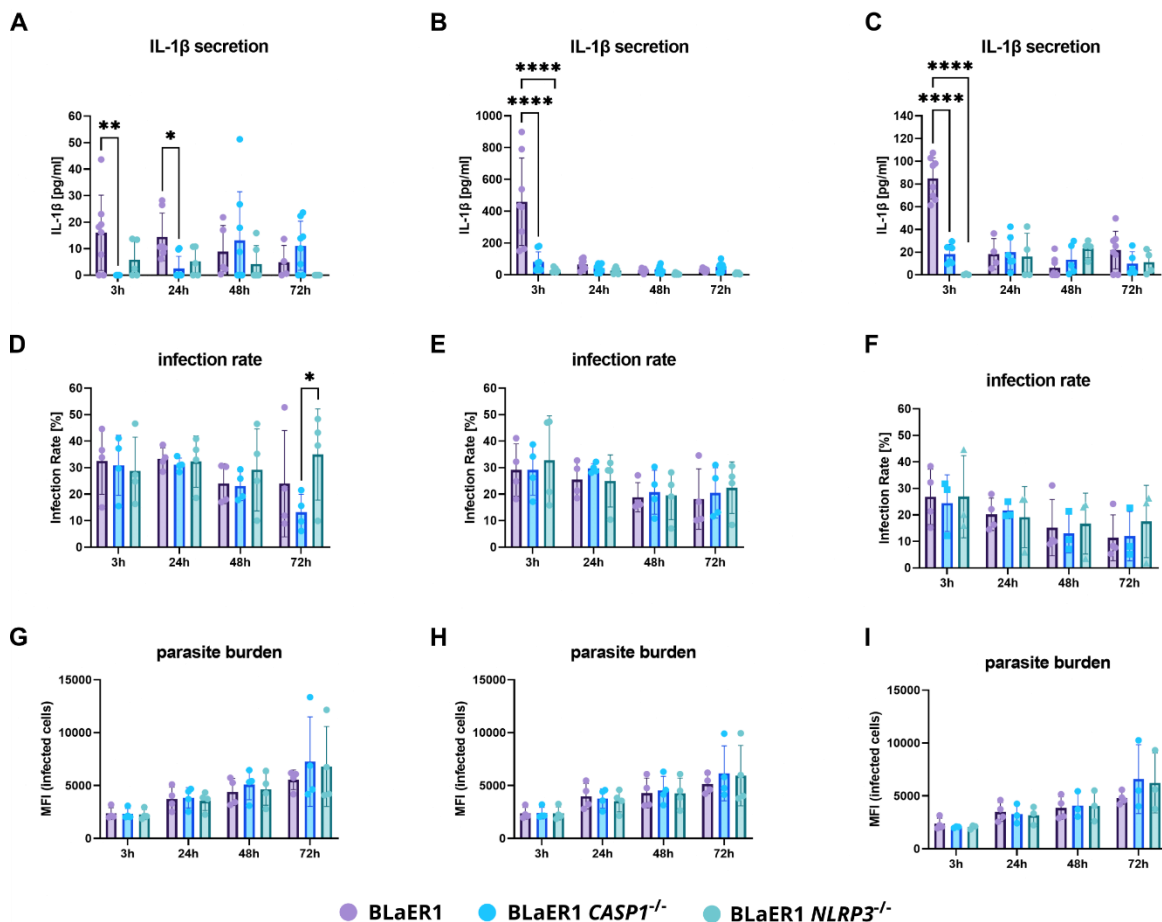 A
IL-1β secretion
IL-1β [pg/ml]
60
50
40
30
20
10
0
**
*
3h 24h 48h 72h
B
IL-1β secretion
IL-1β [pg/ml]
1000
800
600
400
200
0
****
****
3h 24h 48h 72h
C
IL-1β secretion
IL-1β [pg/ml]
140
120
100
80
60
40
20
0
****
****
3h 24h 48h 72h
D
infection rate
Infection Rate [%]
60
50
40
30
20
10
0
*
3h 24h 48h 72h
E
infection rate
Infection Rate [%]
60
50
40
30
20
10
0
3h 24h 48h 72h
F
infection rate
Infection Rate [%]
60
50
40
30
20
10
0
3h 24h 48h 72h
G
parasite burden
MFI (infected cells)
15000
10000
5000
0
3h 24h 48h 72h
H
parasite burden
MFI (infected cells)
15000
10000
5000
0
3h 24h 48h 72h
I
parasite burden
MFI (infected cells)
15000
10000
5000
0
3h 24h 48h 72h
BLaER1 BLaER1 CASP1-/- BLaER1 NLRP3-/-